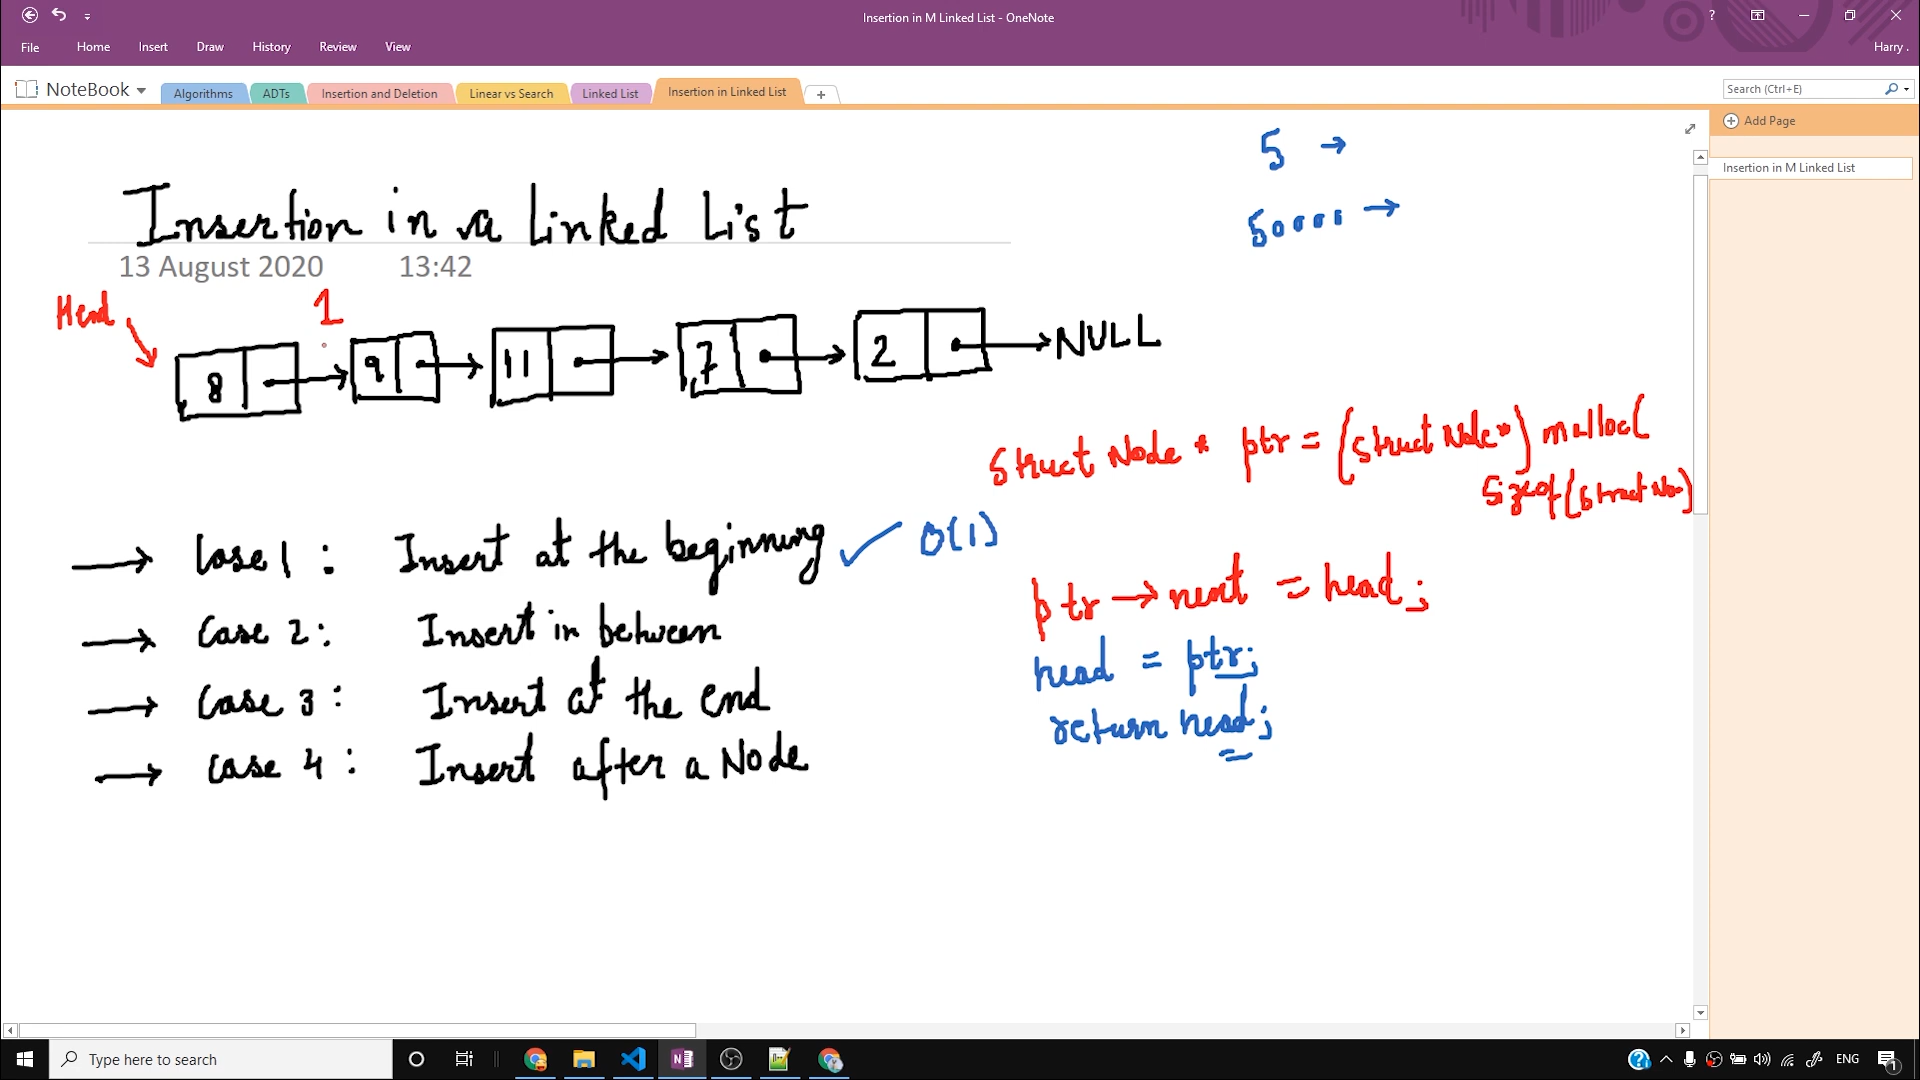 Insertion in M Linked List - OneNote
?
File Home Insert Draw History Review View
Harry .
NoteBook
Algorithms ADTs Insertion and Deletion Linear vs Search Linked List Insertion in Linked List
Search (Ctrl+E)
Add Page
Insertion in M Linked List
5 →
50000 →
Insertion in a Linked List
13 August 2020 13:42
Head
1
8 9 11 7 2 NULL
Struct Node * ptr = (struct Node*) malloc(
Sizeof(struct Node)
→ Case 1 : Insert at the beginning ✓ O(1)
→ Case 2: Insert in between
→ Case 3 : Insert at the end
→ Case 4 : Insert after a Node
ptr → next = head;
head = ptr;
return head;
Type here to search
ENG
1